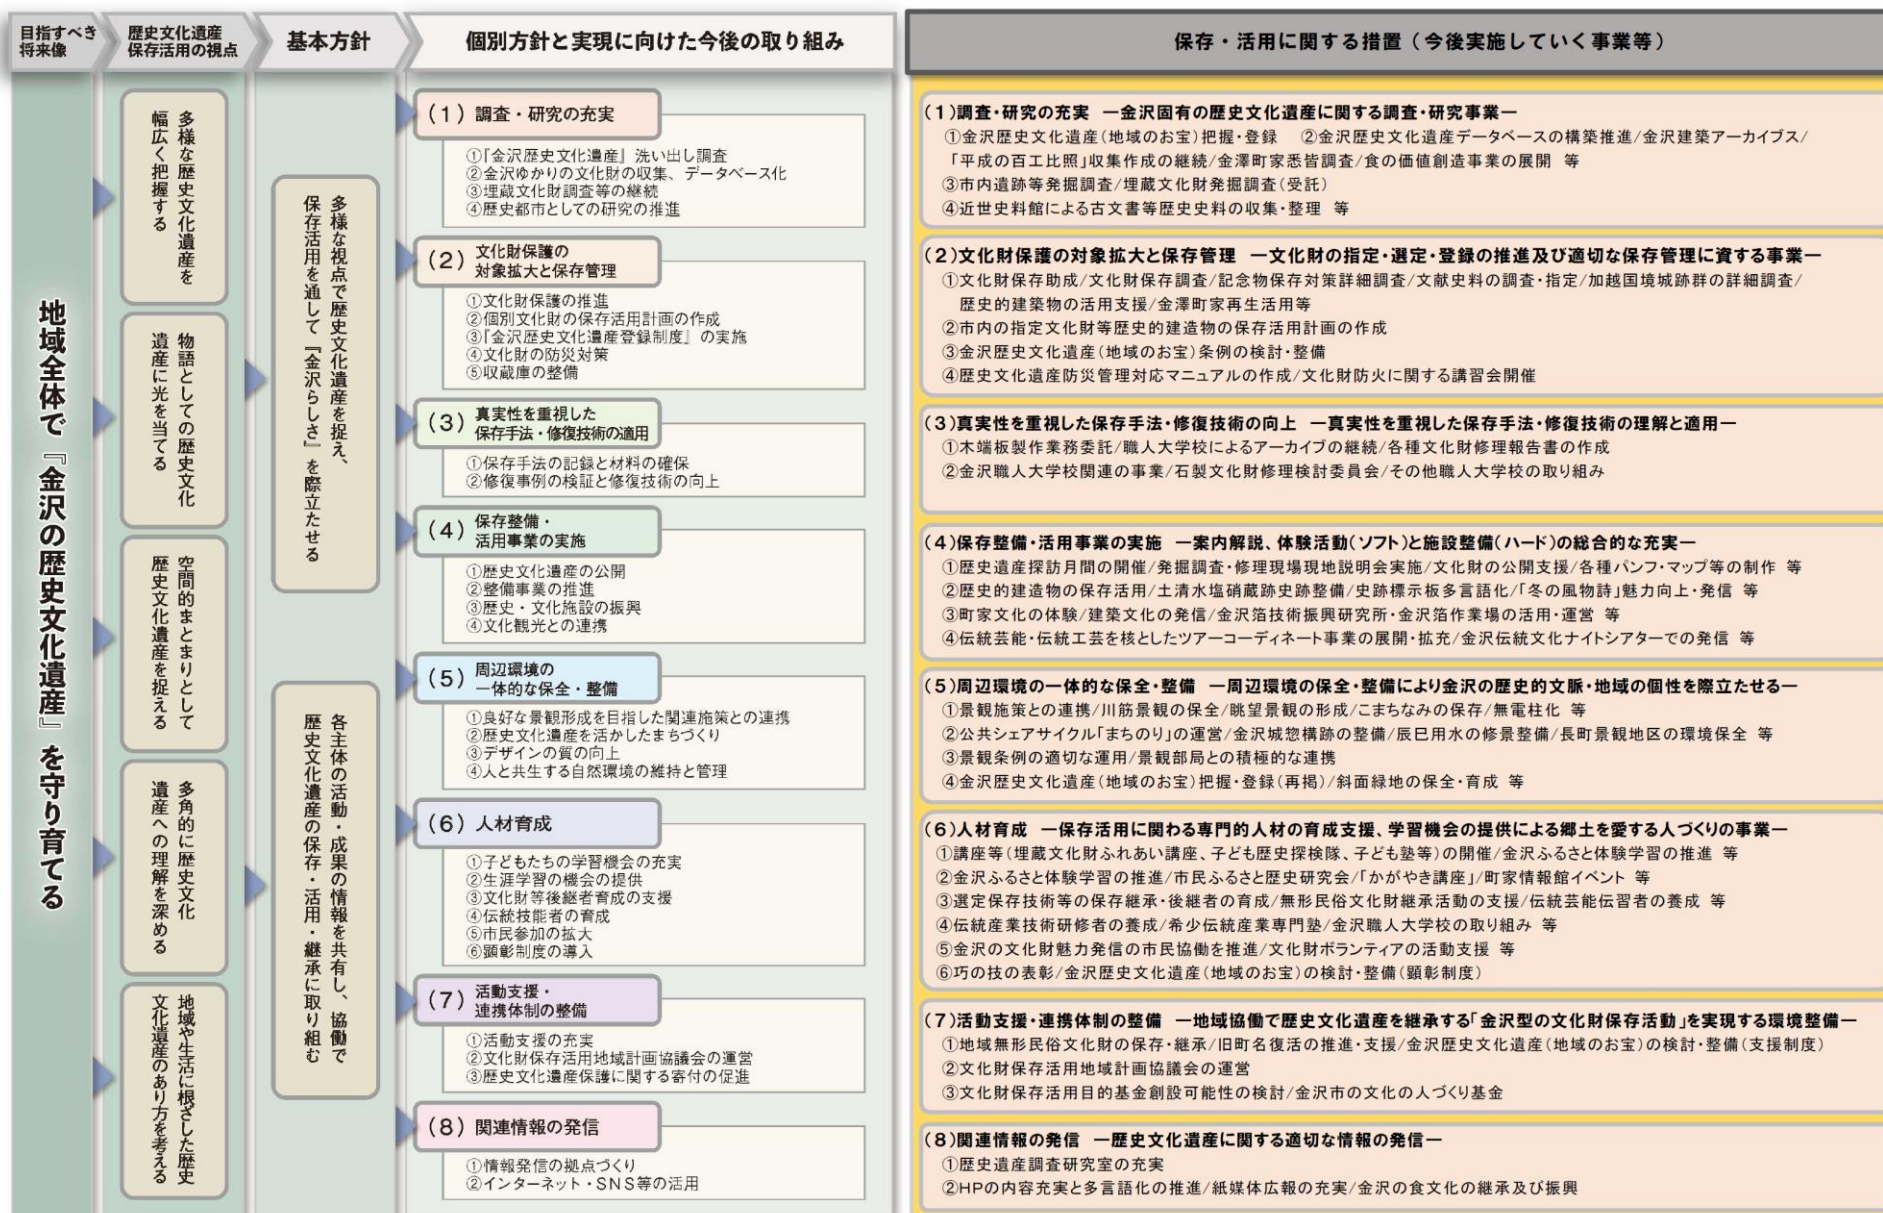 目指すべき
将来像
歴史文化遺産
保存活用の視点
基本方針
個別方針と実現に向けた今後の取り組み
保存・活用に関する措置（今後実施していく事業等）
地域全体で『金沢の歴史文化遺産』を守り育てる
多様な歴史文化遺産を
幅広く把握する
物語としての歴史文化
遺産に光を当てる
空間的まとまりとして
歴史文化遺産を捉える
多角的に歴史文化
遺産への理解を深める
地域や生活に根ざした歴史
文化遺産のあり方を考える
多様な視点で歴史文化遺産を捉え、
保存活用を通して『金沢らしさ』を際立たせる
各主体の活動・成果の情報を共有し、協働で
歴史文化遺産の保存・活用・継承に取り組む
（1）調査・研究の充実
①『金沢歴史文化遺産』洗い出し調査
②金沢ゆかりの文化財の収集、データベース化
③埋蔵文化財調査等の継続
④歴史都市としての研究の推進
（2）文化財保護の
対象拡大と保存管理
①文化財保護の推進
②個別文化財の保存活用計画の作成
③『金沢歴史文化遺産登録制度』の実施
④文化財の防災対策
⑤収蔵庫の整備
（3）真実性を重視した
保存手法・修復技術の適用
①保存手法の記録と材料の確保
②修復事例の検証と修復技術の向上
（4）保存整備・
活用事業の実施
①歴史文化遺産の公開
②整備事業の推進
③歴史・文化施設の振興
④文化観光との連携
（5）周辺環境の
一体的な保全・整備
①良好な景観形成を目指した関連施策との連携
②歴史文化遺産を活かしたまちづくり
③デザインの質の向上
④人と共生する自然環境の維持と管理
（6）人材育成
①子どもたちの学習機会の充実
②生涯学習の機会の提供
③文化財等後継者育成の支援
④伝統技能者の育成
⑤市民参加の拡大
⑥顕彰制度の導入
（7）活動支援・
連携体制の整備
①活動支援の充実
②文化財保存活用地域計画協議会の運営
③歴史文化遺産保護に関する寄付の促進
（8）関連情報の発信
①情報発信の拠点づくり
②インターネット・SNS等の活用
（1）調査・研究の充実 ー金沢固有の歴史文化遺産に関する調査・研究事業ー
①金沢歴史文化遺産（地域のお宝）把握・登録 ②金沢歴史文化遺産データベースの構築推進/金沢建築アーカイブス/
「平成の百工比照」収集作成の継続/金澤町家悉皆調査/食の価値創造事業の展開 等
③市内遺跡等発掘調査/埋蔵文化財発掘調査（受託）
④近世史料館による古文書等歴史史料の収集・整理 等
（2）文化財保護の対象拡大と保存管理 ー文化財の指定・選定・登録の推進及び適切な保存管理に資する事業ー
①文化財保存助成/文化財保存調査/記念物保存対策詳細調査/文献史料の調査・指定/加越国境城跡群の詳細調査/
歴史的建築物の活用支援/金澤町家再生活用等
②市内の指定文化財等歴史的建造物の保存活用計画の作成
③金沢歴史文化遺産（地域のお宝）条例の検討・整備
④歴史文化遺産防災管理対応マニュアルの作成/文化財防火に関する講習会開催
（3）真実性を重視した保存手法・修復技術の向上 ー真実性を重視した保存手法・修復技術の理解と適用ー
①木端板製作業務委託/職人大学校によるアーカイブの継続/各種文化財修理報告書の作成
②金沢職人大学校関連の事業/石製文化財修理検討委員会/その他職人大学校の取り組み
（4）保存整備・活用事業の実施 ー案内解説、体験活動（ソフト）と施設整備（ハード）の総合的な充実ー
①歴史遺産探訪月間の開催/発掘調査・修理現場現地説明会実施/文化財の公開支援/各種パンフ・マップ等の制作 等
②歴史的建造物の保存活用/土清水塩硝蔵跡史跡整備/史跡標示板多言語化/「冬の風物詩」魅力向上・発信 等
③町家文化の体験/建築文化の発信/金沢箔技術振興研究所・金沢箔作業場の活用・運営 等
④伝統芸能・伝統工芸を核としたツアーコーディネート事業の展開・拡充/金沢伝統文化ナイトシアターでの発信 等
（5）周辺環境の一体的な保全・整備 ー周辺環境の保全・整備により金沢の歴史的文脈・地域の個性を際立たせるー
①景観施策との連携/川筋景観の保全/眺望景観の形成/こまちなみの保存/無電柱化 等
②公共シェアサイクル「まちのり」の運営/金沢城惣構跡の整備/辰巳用水の修景整備/長町景観地区の環境保全 等
③景観条例の適切な運用/景観部局との積極的な連携
④金沢歴史文化遺産（地域のお宝）把握・登録（再掲）/斜面緑地の保全・育成 等
（6）人材育成 ー保存活用に関わる専門的人材の育成支援、学習機会の提供による郷土を愛する人づくりの事業ー
①講座等（埋蔵文化財ふれあい講座、子ども歴史探検隊、子ども塾等）の開催/金沢ふるさと体験学習の推進 等
②金沢ふるさと体験学習の推進/市民ふるさと歴史研究会/「かがやき講座」/町家情報館イベント 等
③選定保存技術等の保存継承・後継者の育成/無形民俗文化財継承活動の支援/伝統芸能伝習者の養成 等
④伝統産業技術研修者の養成/希少伝統産業専門塾/金沢職人大学校の取り組み 等
⑤金沢の文化財魅力発信の市民協働を推進/文化財ボランティアの活動支援 等
⑥巧の技の表彰/金沢歴史文化遺産（地域のお宝）の検討・整備（顕彰制度）
（7）活動支援・連携体制の整備 ー地域協働で歴史文化遺産を継承する「金沢型の文化財保存活動」を実現する環境整備ー
①地域無形民俗文化財の保存・継承/旧町名復活の推進・支援/金沢歴史文化遺産（地域のお宝）の検討・整備（支援制度）
②文化財保存活用地域計画協議会の運営
③文化財保存活用目的基金創設可能性の検討/金沢市の文化の人づくり基金
（8）関連情報の発信 ー歴史文化遺産に関する適切な情報の発信ー
①歴史遺産調査研究室の充実
②HPの内容充実と多言語化の推進/紙媒体広報の充実/金沢の食文化の継承及び振興